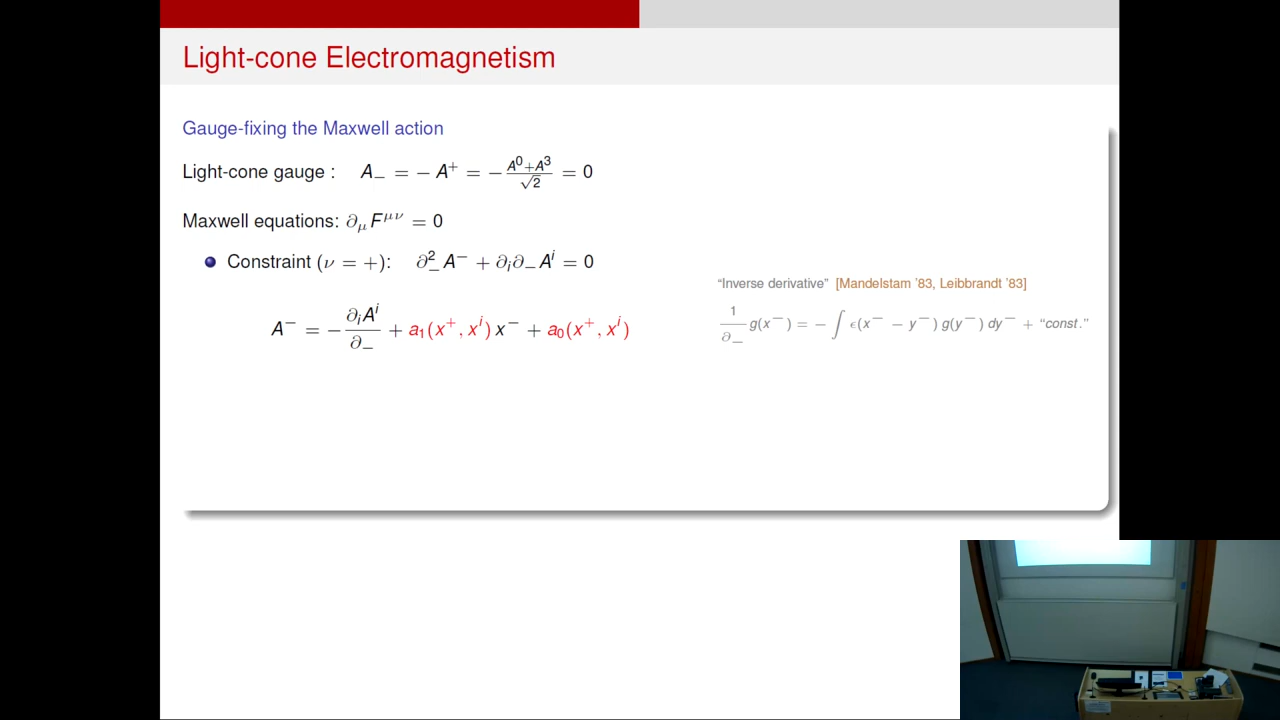 Light-cone Electromagnetism
Gauge-fixing the Maxwell action
Light-cone gauge : A₋ = − A⁺ = − (A⁰+A³)/√2 = 0
Maxwell equations: ∂_μ F^{μν} = 0
Constraint (ν = +): ∂₋² A⁻ + ∂ᵢ∂₋Aⁱ = 0
"Inverse derivative" [Mandelstam '83, Leibbrandt '83]
A⁻ = − ∂ᵢAⁱ/∂₋ + a₁(x⁺, xⁱ) x⁻ + a₀(x⁺, xⁱ)
1/∂₋ g(x⁻) = − ∫ ϵ(x⁻ − y⁻) g(y⁻) dy⁻ + "const."